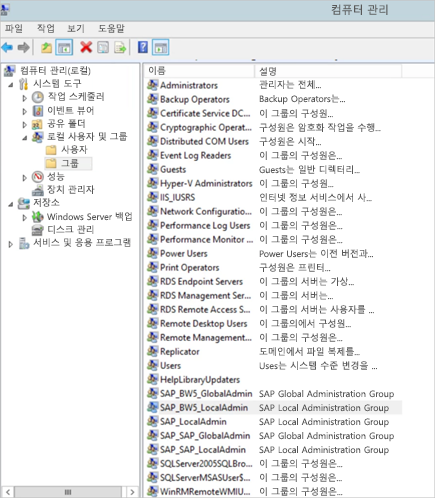 컴퓨터 관리
파일 작업 보기 도움말
컴퓨터 관리(로컬)
시스템 도구
작업 스케줄러
이벤트 뷰어
공유 폴더
로컬 사용자 및 그룹
사용자
그룹
성능
장치 관리자
저장소
Windows Server 백업
디스크 관리
서비스 및 응용 프로그램
이름 설명
Administrators 관리자는 전체...
Backup Operators Backup Operators는...
Certificate Service DC... 이 그룹의 구성원...
Cryptographic Operat... 구성원은 암호화 작업을 수행...
Distributed COM Users 구성원은 시작...
Event Log Readers 이 그룹의 구성원은...
Guests Guests는 일반 디렉터리...
Hyper-V Administrators 이 그룹의 구성원은...
IIS_IUSRS 인터넷 정보 서비스에서 사...
Network Configuratio... 이 그룹의 구성원은...
Performance Log Users 이 그룹의 구성원은...
Performance Monitor ... 이 그룹의 구성원은...
Power Users Power Users는 이전 버전과...
Print Operators 구성원은 프린터...
RDS Endpoint Servers 이 그룹의 서버는 가상...
RDS Management Ser... 이 그룹의 서버는...
RDS Remote Access S... 이 그룹의 서버는 사용자를 ...
Remote Desktop Users 이 그룹의에서 구성원...
Remote Management... 이 그룹의 구성원은...
Replicator 도메인에서 파일 복제를...
Users Uses는 시스템 수준 변경을 ...
HelpLibraryUpdaters
SAP_BW5_GlobalAdmin SAP Global Administration Group
SAP_BW5_LocalAdmin SAP Local Administration Group
SAP_LocalAdmin SAP Local Administration Group
SAP_SAP_GlobalAdmin SAP Global Administration Group
SAP_SAP_LocalAdmin SAP Local Administration Group
SQLServer2005SQLBro... 이 그룹의 구성원은...
SQLServerMSASUser$... 이 그룹의 구성원은...
WinRMRemoteWMIU... 이 그룹의 구성원은...